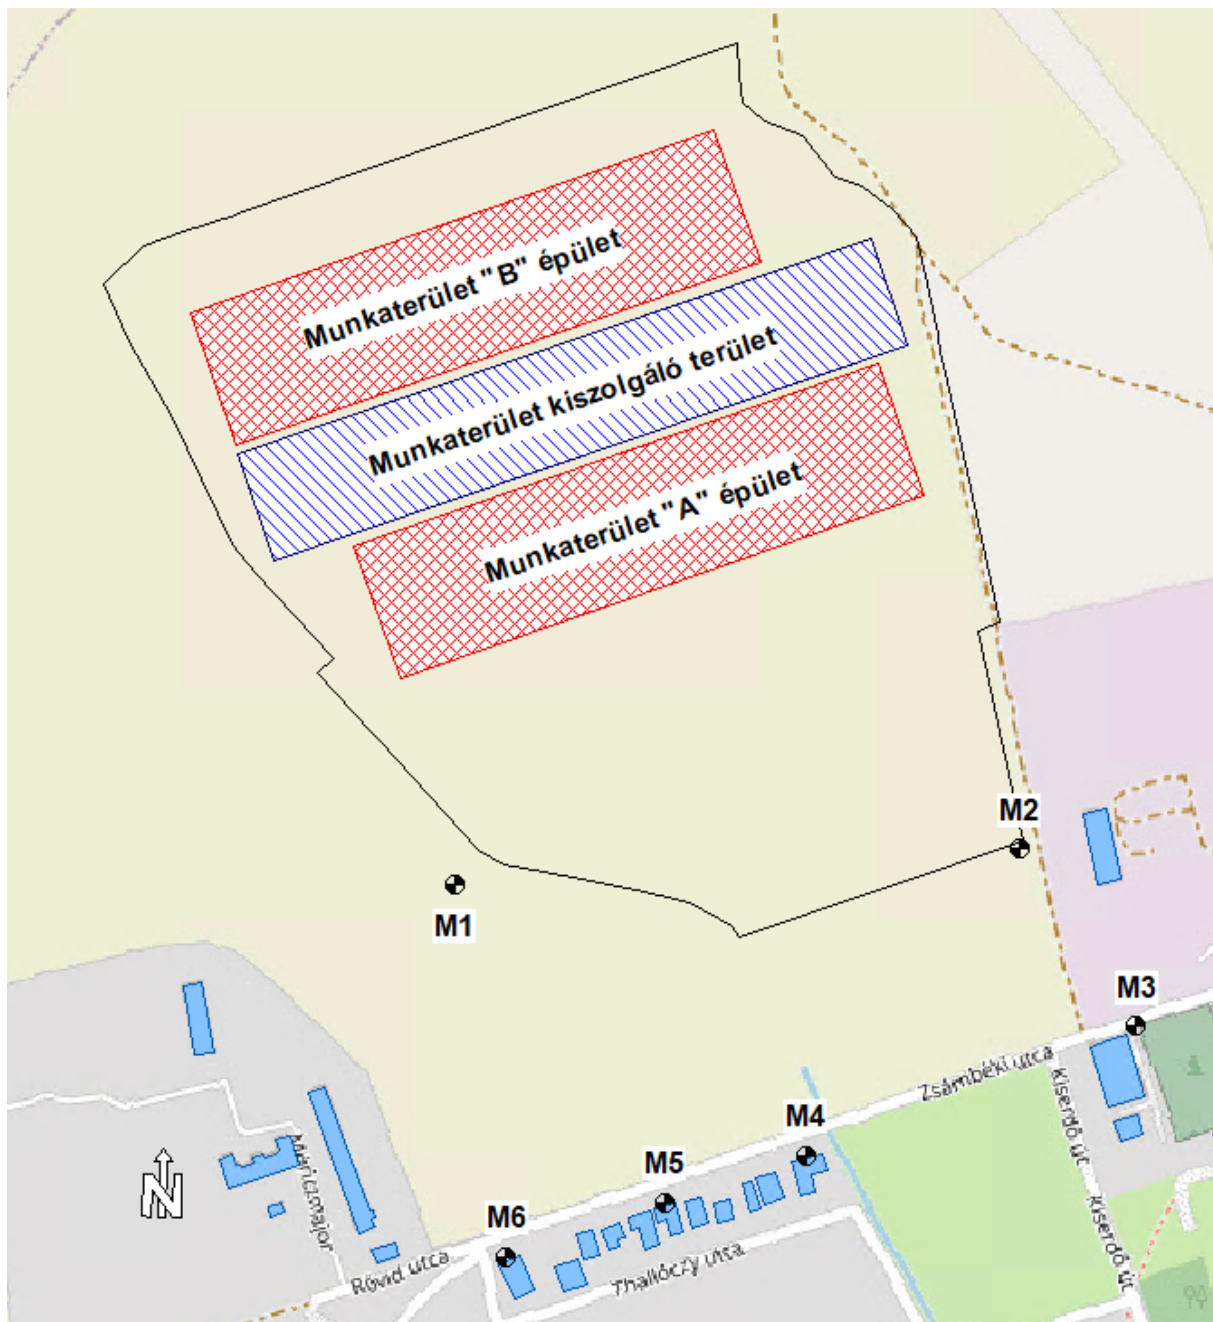 Munkaterület "B" épület
Munkaterület kiszolgáló terület
Munkaterület "A" épület
M2
M1
M3
Zsámbéki utca
Kiserdő út
M4
M5
Muńczmajor
N
M6
Kiserdő út
Rövid utca
Thallóczy utca